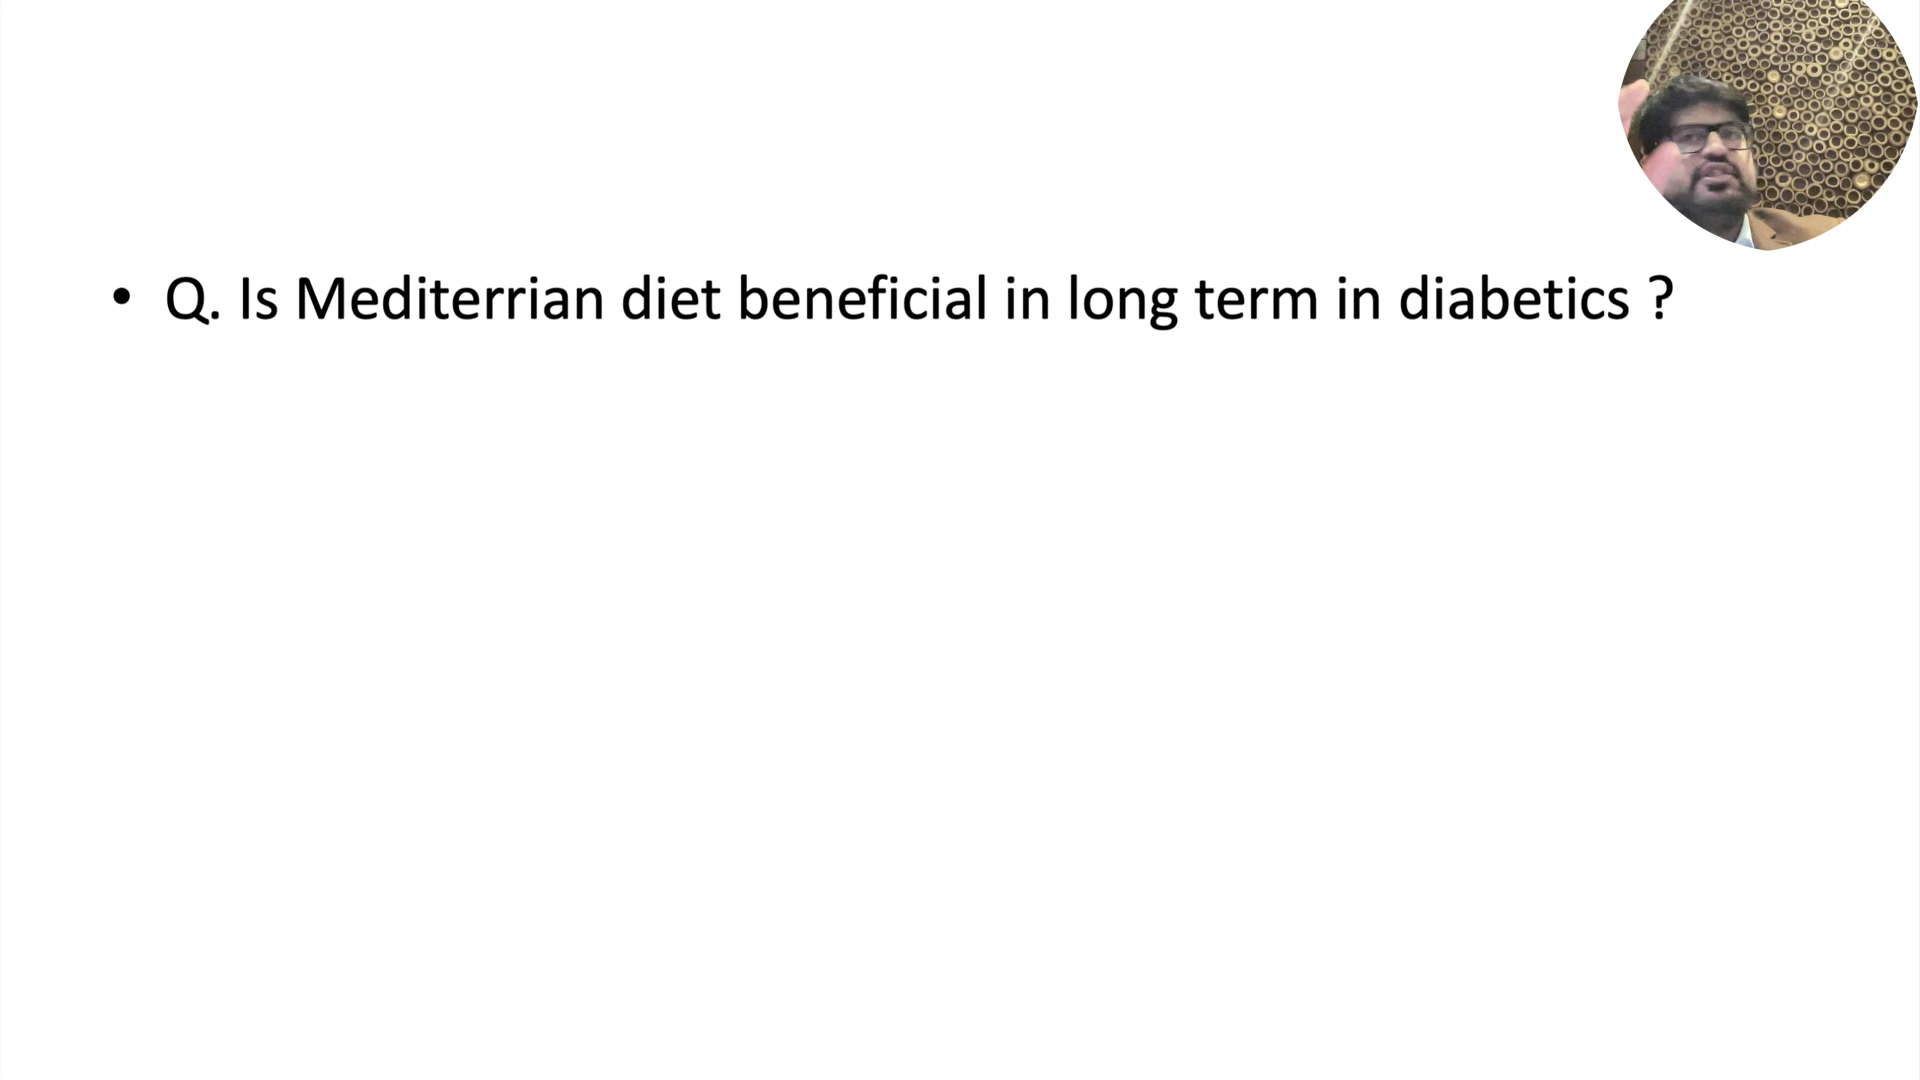 • Q. Is Mediterrian diet beneficial in long term in diabetics ?